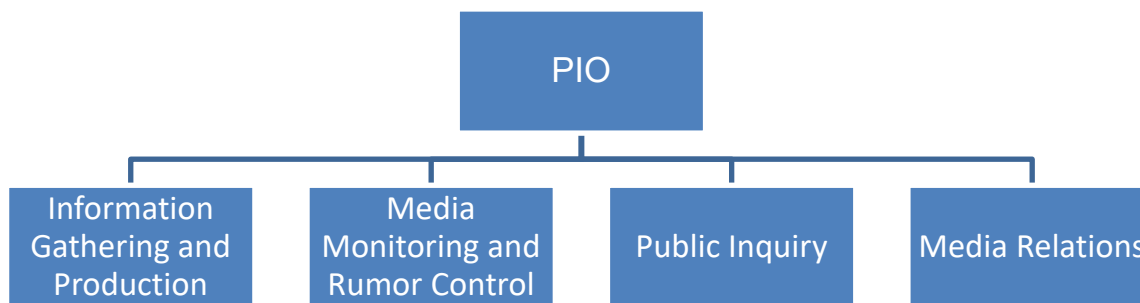 PIO
Information
Gathering and
Production
Media
Monitoring and
Rumor Control
Public Inquiry
Media Relations